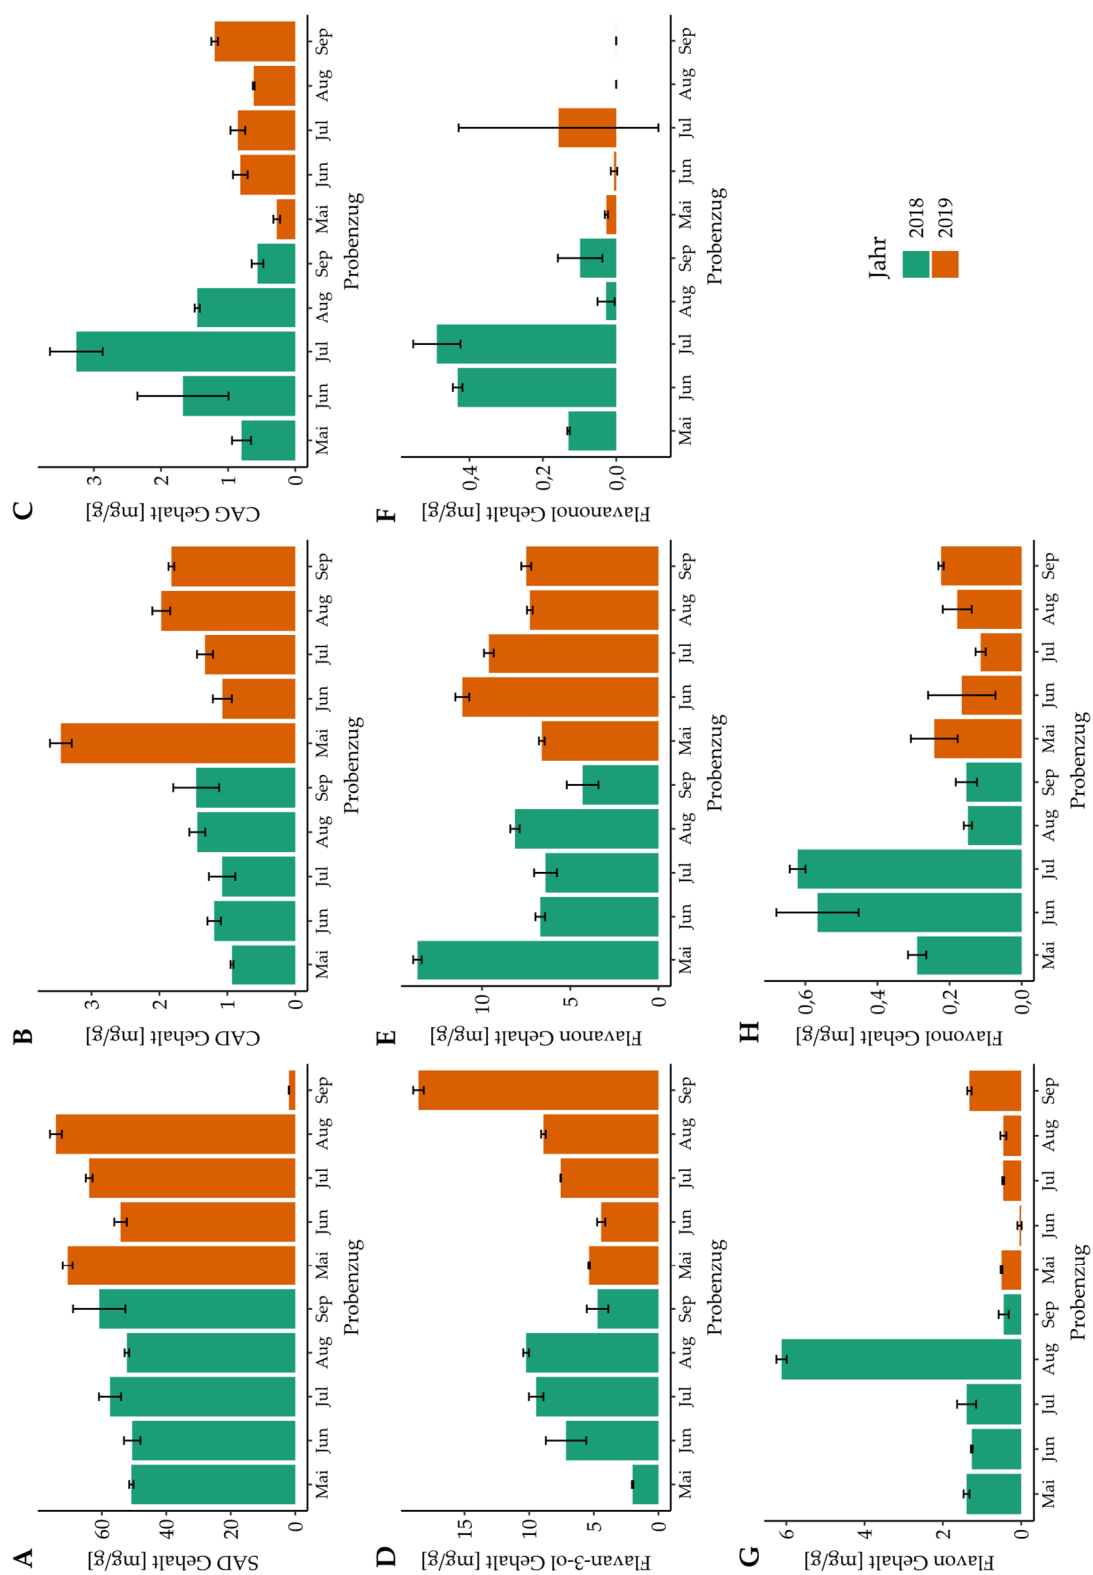 A
SAD Gehalt [mg/g]
60
40
20
0
Mai Jun Jul Aug Sep Mai Jun Jul Aug Sep
Probenzug
B
CAD Gehalt [mg/g]
3
2
1
0
Mai Jun Jul Aug Sep Mai Jun Jul Aug Sep
Probenzug
C
CAG Gehalt [mg/g]
3
2
1
0
Mai Jun Jul Aug Sep Mai Jun Jul Aug Sep
Probenzug
D
Flavan-3-ol Gehalt [mg/g]
15
10
5
0
Mai Jun Jul Aug Sep Mai Jun Jul Aug Sep
Probenzug
E
Flavanon Gehalt [mg/g]
10
5
0
Mai Jun Jul Aug Sep Mai Jun Jul Aug Sep
Probenzug
F
Flavanonol Gehalt [mg/g]
0,4
0,2
0,0
Mai Jun Jul Aug Sep Mai Jun Jul Aug Sep
Probenzug
G
Flavon Gehalt [mg/g]
6
4
2
0
Mai Jun Jul Aug Sep Mai Jun Jul Aug Sep
Probenzug
H
Flavonol Gehalt [mg/g]
0,6
0,4
0,2
0,0
Mai Jun Jul Aug Sep Mai Jun Jul Aug Sep
Probenzug
Jahr
2018
2019